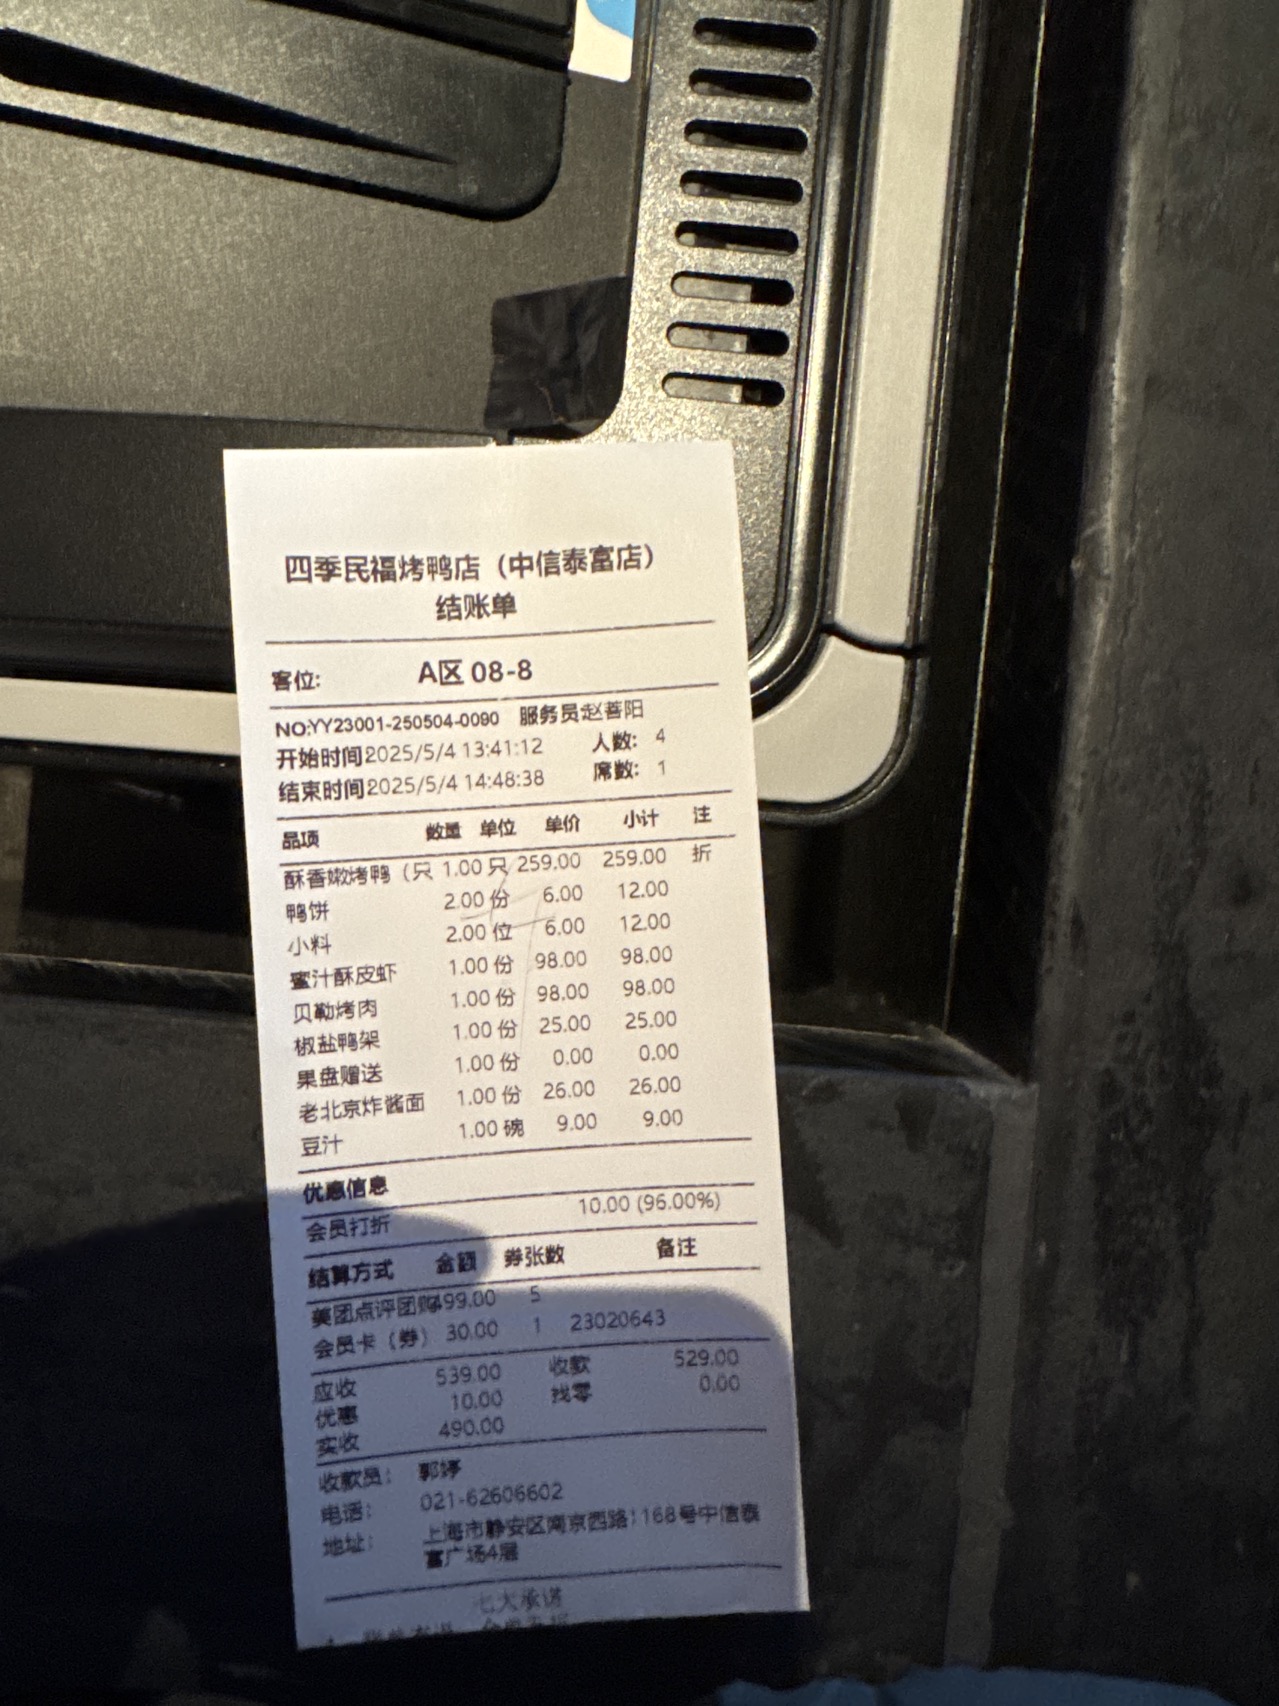 四季民福烤鸭店（中信泰富店）
结账单
客位: A区 08-8
NO:YY23001-250504-0090 服务员:赵菩阳
开始时间2025/5/4 13:41:12 人数: 4
结束时间2025/5/4 14:48:38 席数: 1
品项 数量 单位 单价 小计 注
酥香嫩烤鸭（只 1.00 只 259.00 259.00 折
鸭饼 2.00 份 6.00 12.00
小料 2.00 位 6.00 12.00
蜜汁酥皮虾 1.00 份 98.00 98.00
贝勒烤肉 1.00 份 98.00 98.00
椒盐鸭架 1.00 份 25.00 25.00
果盘赠送 1.00 份 0.00 0.00
老北京炸酱面 1.00 份 26.00 26.00
豆汁 1.00 碗 9.00 9.00
优惠信息
会员打折 10.00 (96.00%)
结算方式 金额 券张数 备注
美团点评团购499.00 5
会员卡（券） 30.00 1 23020643
应收 539.00 收款 529.00
优惠 10.00 找零 0.00
实收 490.00
收款员: 郭婷
电话: 021-62606602
地址: 上海市静安区南京西路1168号中信泰
富广场4层
七大承诺